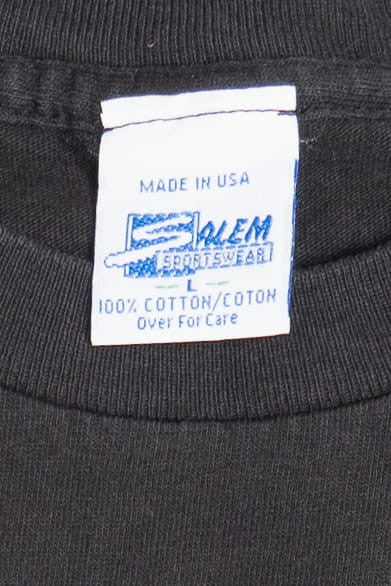 MADE IN USA
SALEM
SPORTSWEAR
L
100% COTTON/COTON
Over For Care